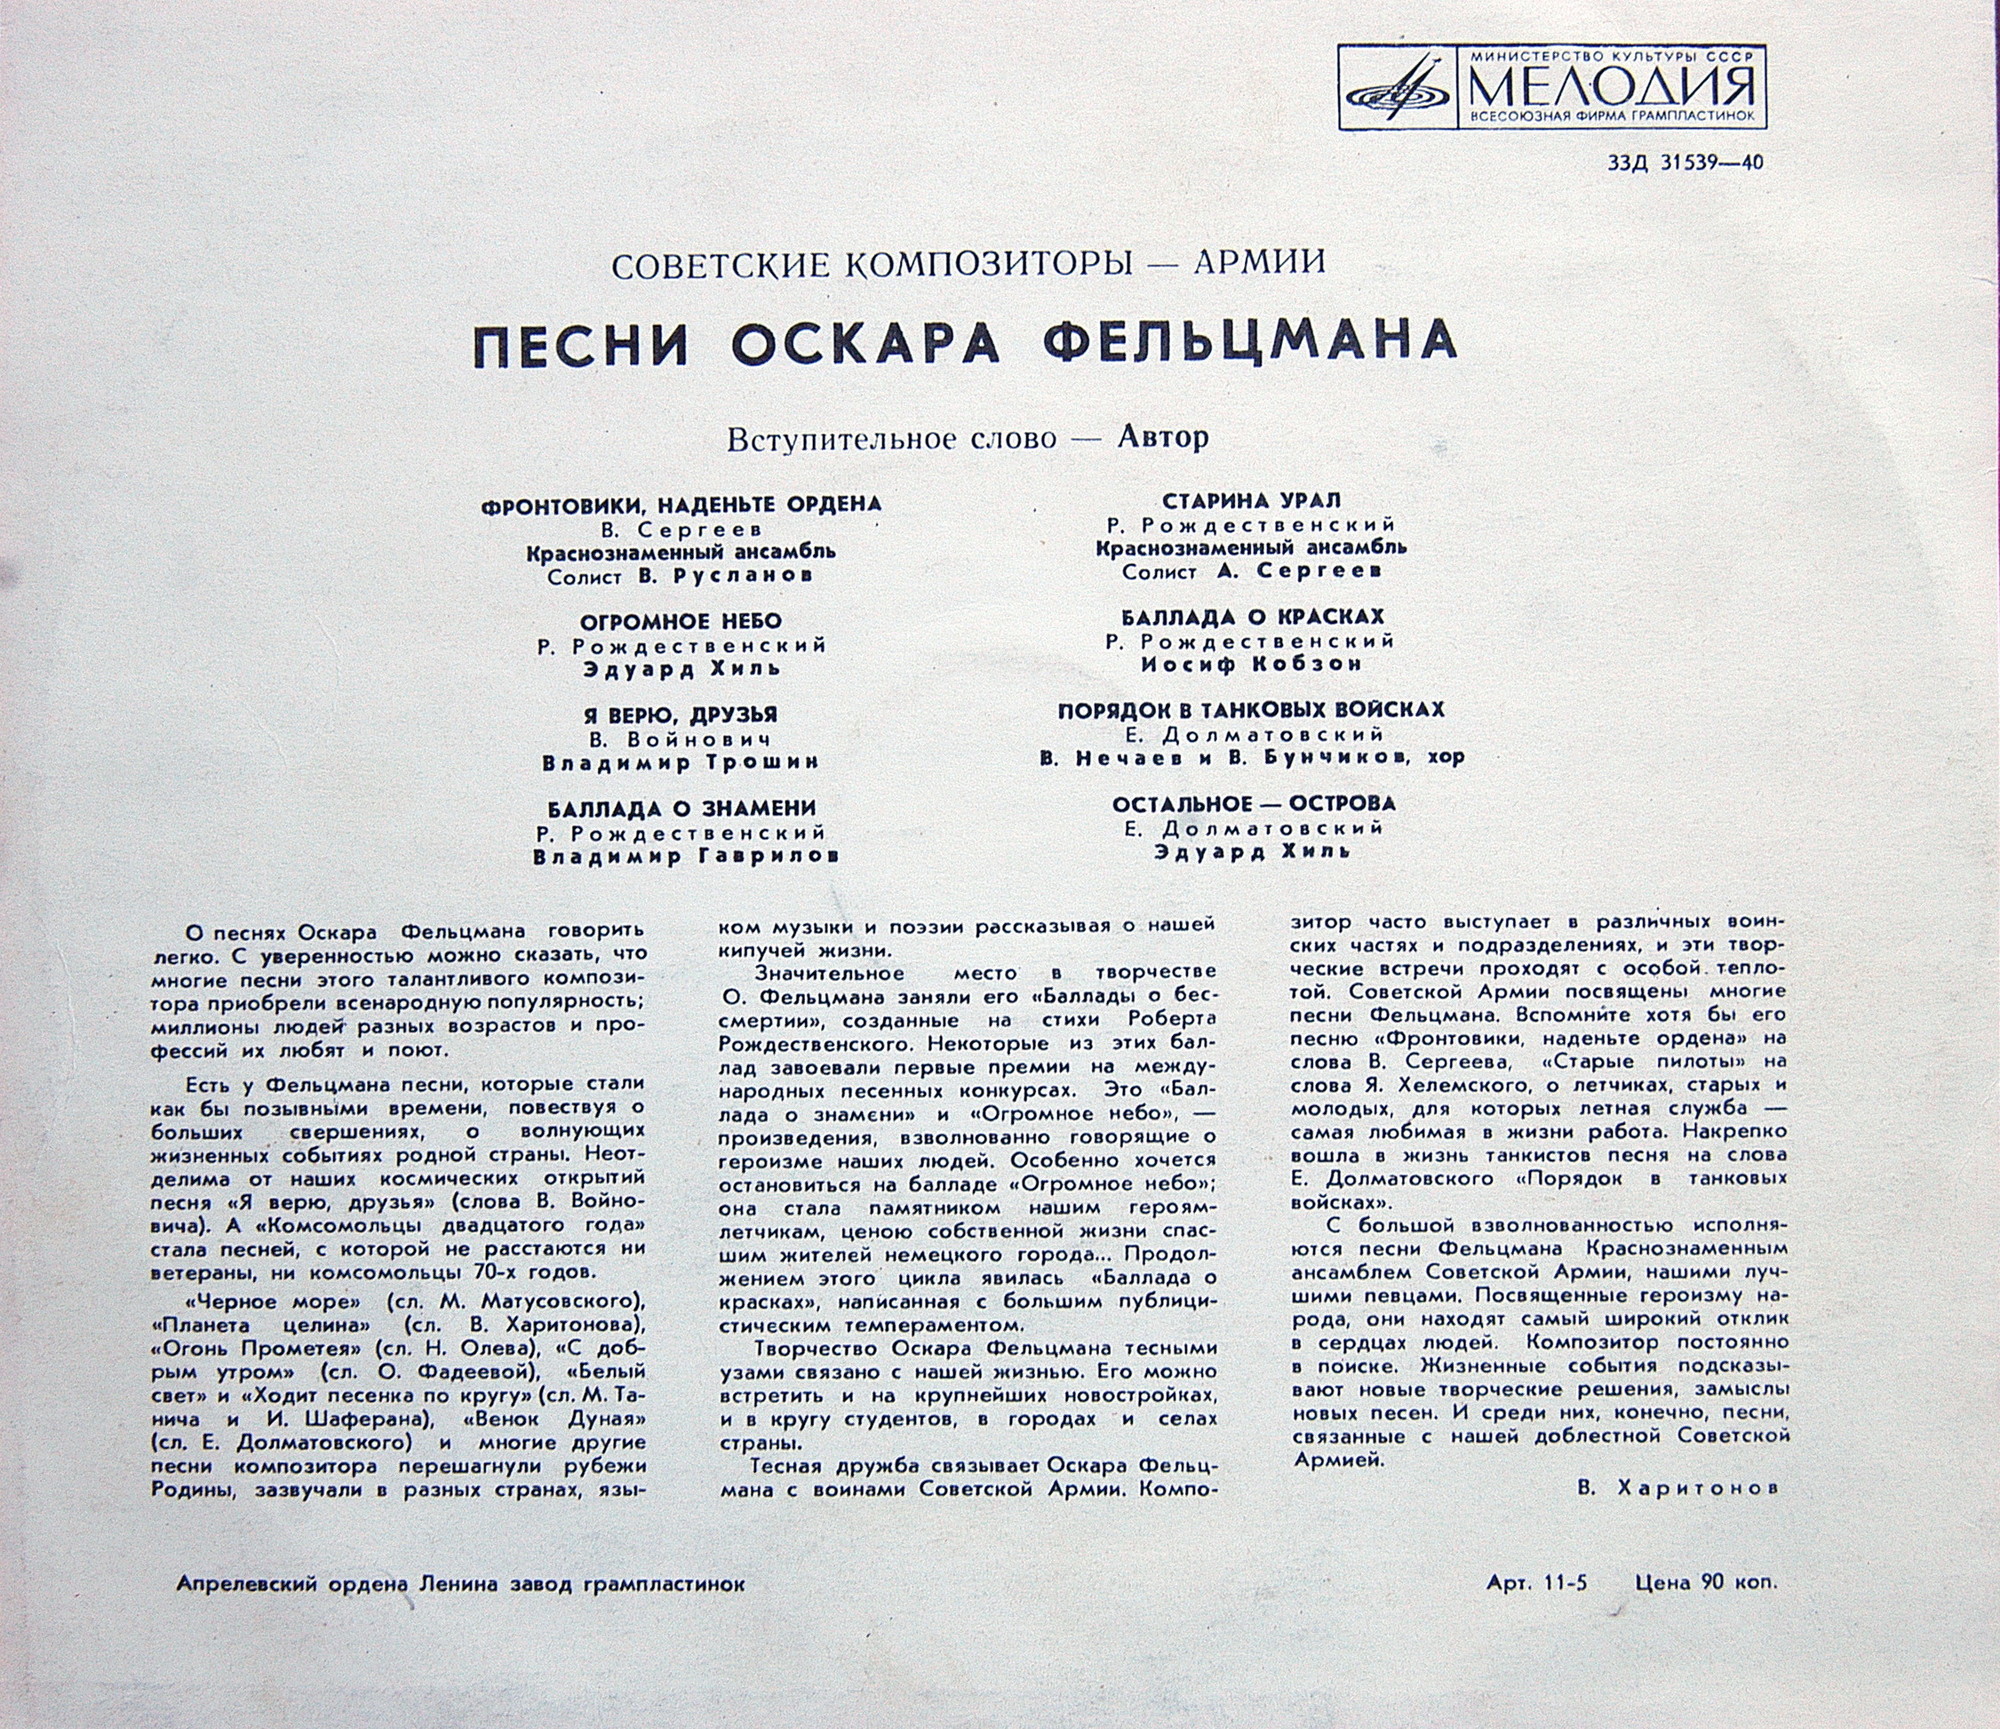 МИНИСТЕРСТВО КУЛЬТУРЫ СССР
МЕЛОДИЯ
ВСЕСОЮЗНАЯ ФИРМА ГРАМПЛАСТИНОК
33Д 31539—40
СОВЕТСКИЕ КОМПОЗИТОРЫ — АРМИИ
ПЕСНИ ОСКАРА ФЕЛЬЦМАНА
Вступительное слово — Автор
ФРОНТОВИКИ, НАДЕНЬТЕ ОРДЕНА
В. Сергеев
Краснознаменный ансамбль
Солист В. Русланов
ОГРОМНОЕ НЕБО
Р. Рождественский
Эдуард Хиль
Я ВЕРЮ, ДРУЗЬЯ
В. Войнович
Владимир Трошин
БАЛЛАДА О ЗНАМЕНИ
Р. Рождественский
Владимир Гаврилов
СТАРИНА УРАЛ
Р. Рождественский
Краснознаменный ансамбль
Солист А. Сергеев
БАЛЛАДА О КРАСКАХ
Р. Рождественский
Иосиф Кобзон
ПОРЯДОК В ТАНКОВЫХ ВОЙСКАХ
Е. Долматовский
В. Нечаев и В. Бунчиков, хор
ОСТАЛЬНОЕ — ОСТРОВА
Е. Долматовский
Эдуард Хиль
О песнях Оскара Фельцмана говорить
легко. С уверенностью можно сказать, что
многие песни этого талантливого компози-
тора приобрели всенародную популярность;
миллионы людей разных возрастов и про-
фессий их любят и поют.
Есть у Фельцмана песни, которые стали
как бы позывными времени, повествуя о
больших свершениях, о волнующих
жизненных событиях родной страны. Неот-
делима от наших космических открытий
песня «Я верю, друзья» (слова В. Войно-
вича). А «Комсомольцы двадцатого года»
стала песней, с которой не расстаются ни
ветераны, ни комсомольцы 70-х годов.
«Черное море» (сл. М. Матусовского),
«Планета целина» (сл. В. Харитонова),
«Огонь Прометея» (сл. Н. Олева), «С доб-
рым утром» (сл. О. Фадеевой), «Белый
свет» и «Ходит песенка по кругу» (сл. М. Та-
нича и И. Шаферана), «Венок Дуная»
(сл. Е. Долматовского) и многие другие
песни композитора перешагнули рубежи
Родины, зазвучали в разных странах, язы-
ком музыки и поэзии рассказывая о нашей
кипучей жизни.
Значительное место в творчестве
О. Фельцмана заняли его «Баллады о бес-
смертии», созданные на стихи Роберта
Рождественского. Некоторые из этих бал-
лад завоевали первые премии на между-
народных песенных конкурсах. Это «Бал-
лада о знамени» и «Огромное небо», —
произведения, взволнованно говорящие о
героизме наших людей. Особенно хочется
остановиться на балладе «Огромное небо»;
она стала памятником нашим героям-
летчикам, ценою собственной жизни спас-
шим жителей немецкого города... Продол-
жением этого цикла явилась «Баллада о
красках», написанная с большим публици-
стическим темпераментом.
Творчество Оскара Фельцмана тесными
узами связано с нашей жизнью. Его можно
встретить и на крупнейших новостройках,
и в кругу студентов, в городах и селах
страны.
Тесная дружба связывает Оскара Фельц-
мана с воинами Советской Армии. Компо-
зитор часто выступает в различных воин-
ских частях и подразделениях, и эти твор-
ческие встречи проходят с особой тепло-
той. Советской Армии посвящены многие
песни Фельцмана. Вспомните хотя бы его
песню «Фронтовики, наденьте ордена» на
слова В. Сергеева, «Старые пилоты» на
слова Я. Хелемского, о летчиках, старых и
молодых, для которых летная служба —
самая любимая в жизни работа. Накрепко
вошла в жизнь танкистов песня на слова
Е. Долматовского «Порядок в танковых
войсках».
С большой взволнованностью исполня-
ются песни Фельцмана Краснознаменным
ансамблем Советской Армии, нашими луч-
шими певцами. Посвященные героизму на-
рода, они находят самый широкий отклик
в сердцах людей. Композитор постоянно
в поиске. Жизненные события подсказы-
вают новые творческие решения, замыслы
новых песен. И среди них, конечно, песни,
связанные с нашей доблестной Советской
Армией.
В. Харитонов
Апрелевский ордена Ленина завод грампластинок
Арт. 11-5 Цена 90 коп.